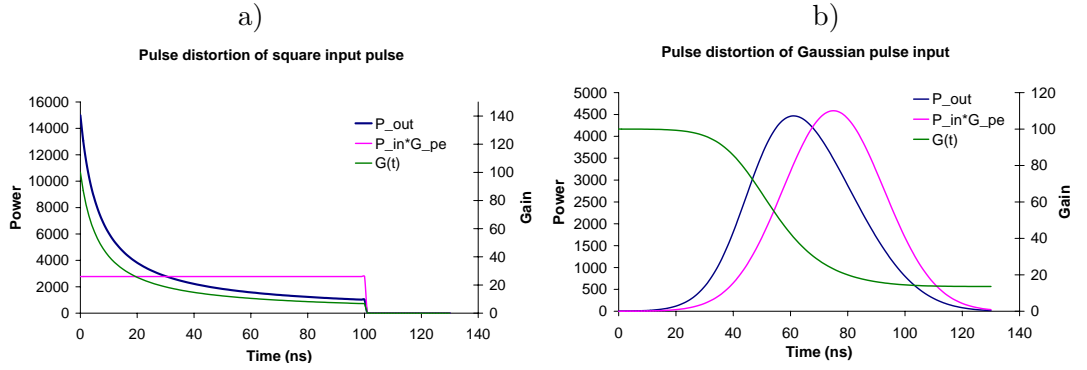 a)
Pulse distortion of square input pulse
16000
14000
12000
10000
8000
6000
4000
2000
0
Power
0 20 40 60 80 100 120 140
Time (ns)
140
120
100
80
60
40
20
0
Gain
P_out
P_in*G_pe
G(t)
b)
Pulse distortion of Gaussian pulse input
5000
4500
4000
3500
3000
2500
2000
1500
1000
500
0
Power
0 20 40 60 80 100 120 140
Time (ns)
120
100
80
60
40
20
0
Gain
P_out
P_in*G_pe
G(t)